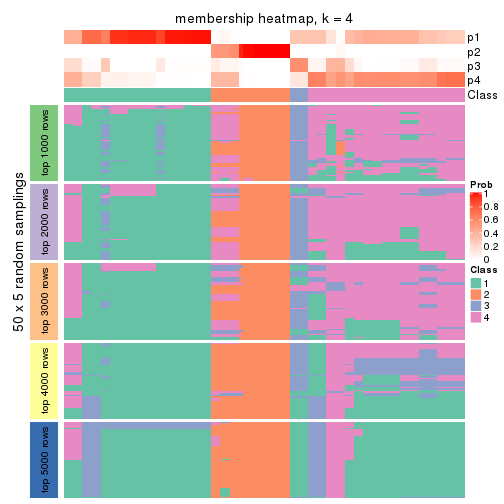 membership heatmap, k = 4
p1
p2
p3
p4
Class
50 x 5 random samplings
top 1000 rows
top 2000 rows
top 3000 rows
top 4000 rows
top 5000 rows
Prob
1
0.8
0.6
0.4
0.2
0
Class
1
2
3
4